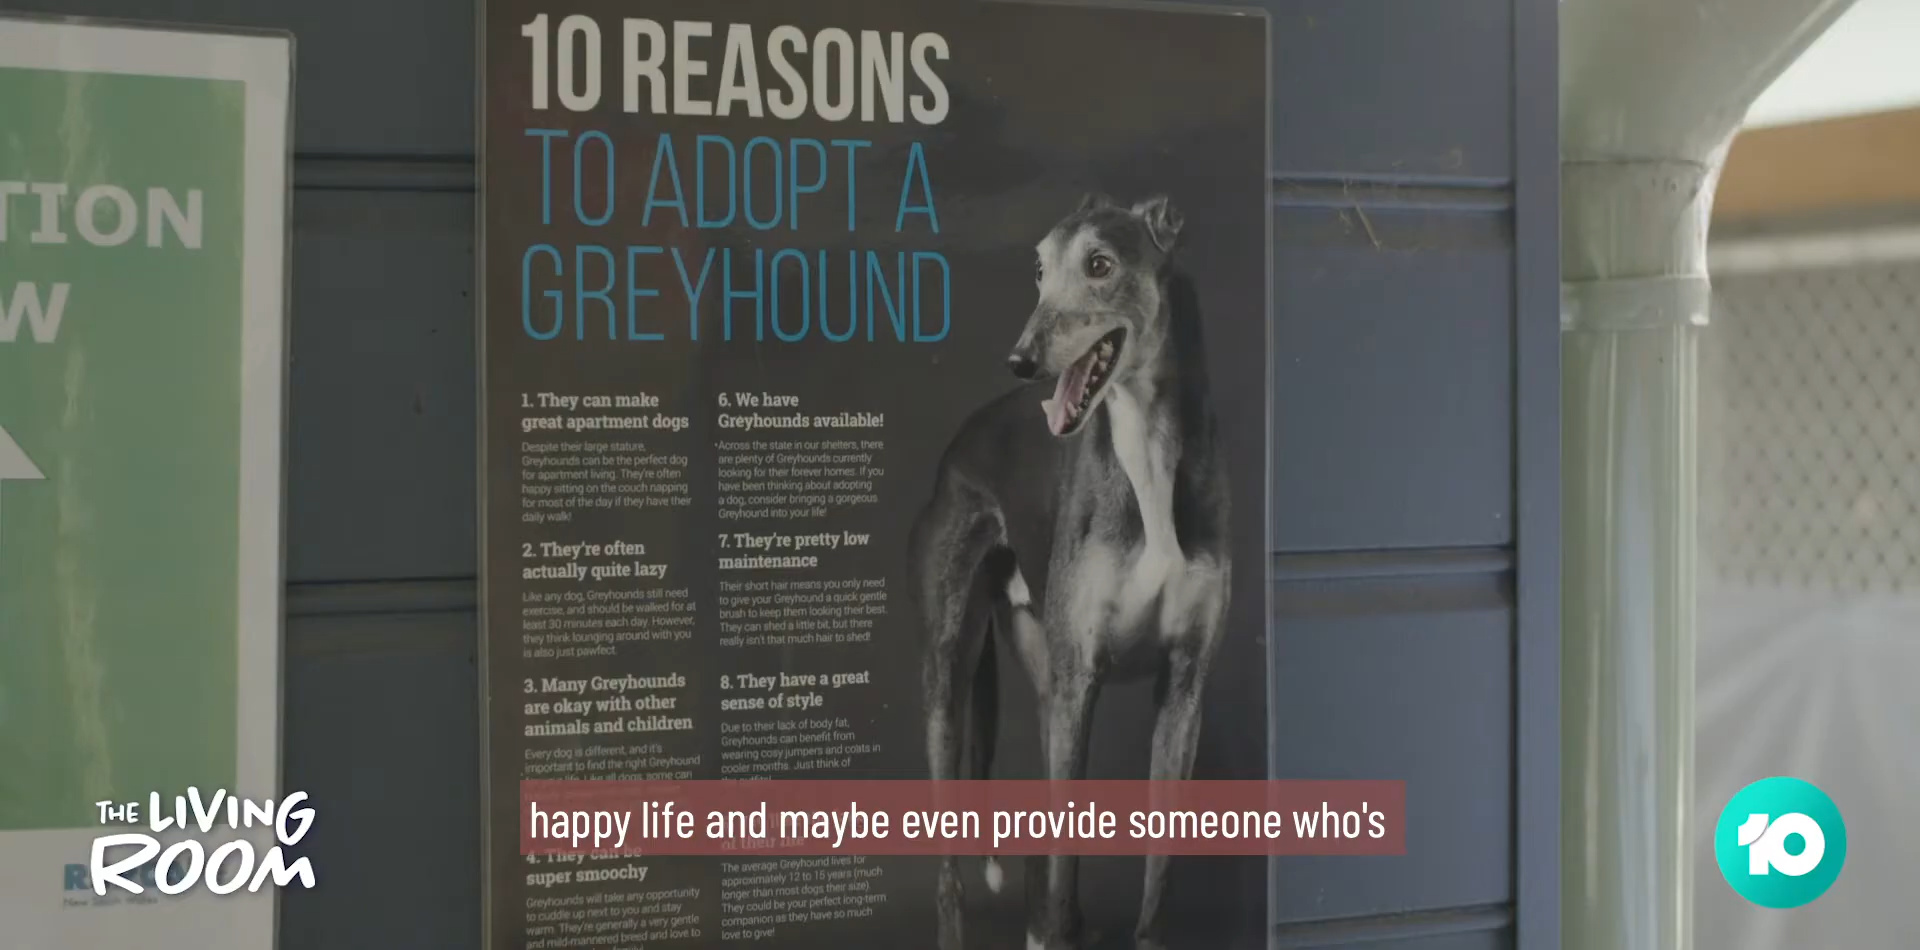 TION
W
10 REASONS
TO ADOPT A
GREYHOUND
1. They can make
great apartment dogs
Despite their large stature,
Greyhounds can be the perfect dog
for apartment living. They're often
happy sitting on the couch napping
for most of the day if they have their
daily walk!
2. They're often
actually quite lazy
Like any dog, Greyhounds still need
exercise, and should be walked for at
least 30 minutes each day. However,
they think lounging around with you
is also just pawfect.
3. Many Greyhounds
are okay with other
animals and children
Every dog is different, and it's
important to find the right Greyhound
life. Like all dogs, some can
4. They can be
super smoochy
Greyhounds will take any opportunity
to cuddle up next to you and stay
warm. They're generally a very gentle
and mild-mannered breed and love to
6. We have
Greyhounds available!
Across the state in our shelters, there
are plenty of Greyhounds currently
looking for their forever homes. If you
have been thinking about adopting
a dog, consider bringing a gorgeous
Greyhound into your life!
7. They're pretty low
maintenance
Their short hair means you only need
to give your Greyhound a quick gentle
brush to keep them looking their best.
They can shed a little bit, but there
really isn't that much hair to shed!
8. They have a great
sense of style
Due to their lack of body fat,
Greyhounds can benefit from
wearing cosy jumpers and coats in
cooler months. Just think of
of their life
The average Greyhound lives for
approximately 12 to 15 years (much
longer than most dogs their size).
They could be your perfect long-term
companion as they have so much
love to give!
happy life and maybe even provide someone who's
THE LIVING
ROOM
New South Wales
10